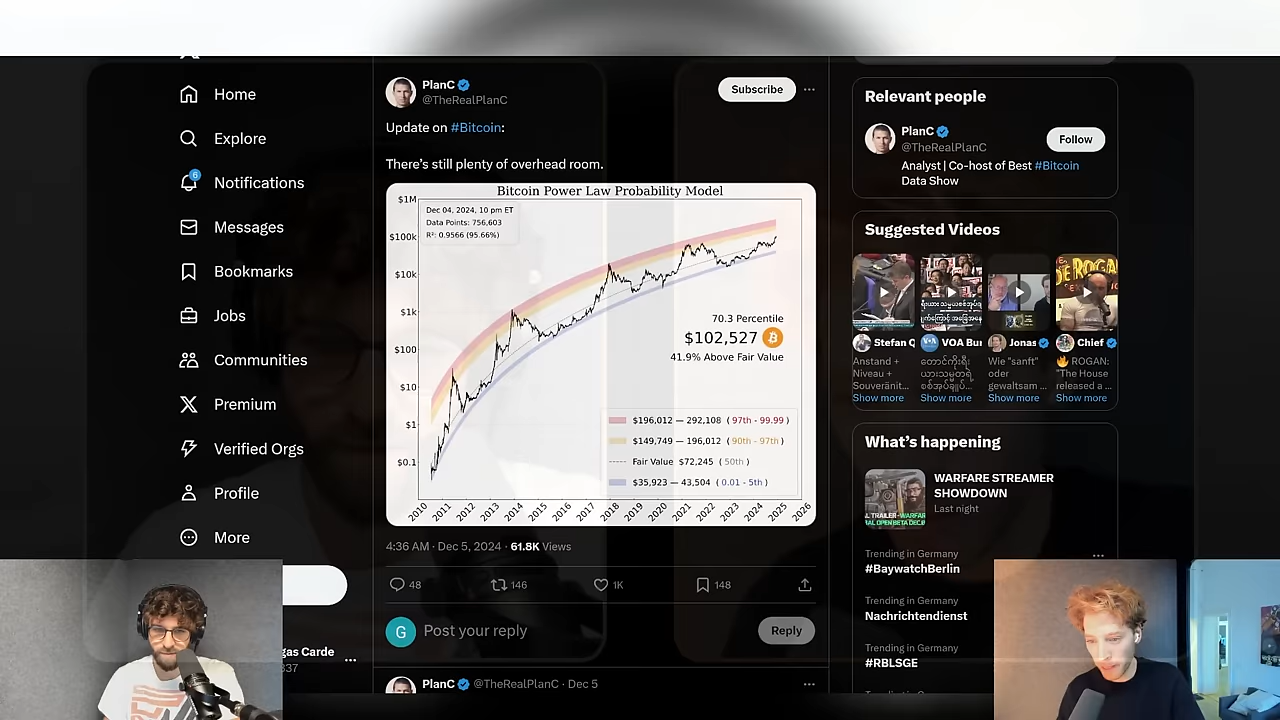 Home
Explore
6
Notifications
Messages
Bookmarks
Jobs
Communities
Premium
Verified Orgs
Profile
More
gas Carde
337
PlanC
@TheRealPlanC
Subscribe
Update on #Bitcoin:
There's still plenty of overhead room.
Bitcoin Power Law Probability Model
Dec 04, 2024, 10 pm ET
Data Points: 756,603
R²: 0.9566 (95.66%)
$1M
$100k
$10k
$1k
$100
$10
$1
$0.1
70.3 Percentile
$102,527
41.9% Above Fair Value
$196,012 — 292,108 ( 97th - 99.99 )
$149,749 — 196,012 ( 90th - 97th )
Fair Value $72,245 ( 50th )
$35,923 — 43,504 ( 0.01 - 5th )
2010 2011 2012 2013 2014 2015 2016 2017 2018 2019 2020 2021 2022 2023 2024 2025 2026
4:36 AM · Dec 5, 2024 · 61.8K Views
48 146 1K 148
G
Post your reply
Reply
PlanC @TheRealPlanC · Dec 5
Relevant people
PlanC
@TheRealPlanC
Follow
Analyst | Co-host of Best #Bitcoin
Data Show
Suggested Videos
Stefan
Anstand +
Niveau +
Souveränit...
Show more
VOA Bu
Show more
Jonas
Wie "sanft"
oder
gewaltsam ...
Show more
Chief
🔥 ROGAN:
"The House
released a ...
Show more
What's happening
WARFARE STREAMER
SHOWDOWN
Last night
Trending in Germany
#BaywatchBerlin
Trending in Germany
Nachrichtendienst
Trending in Germany
#RBLSGE